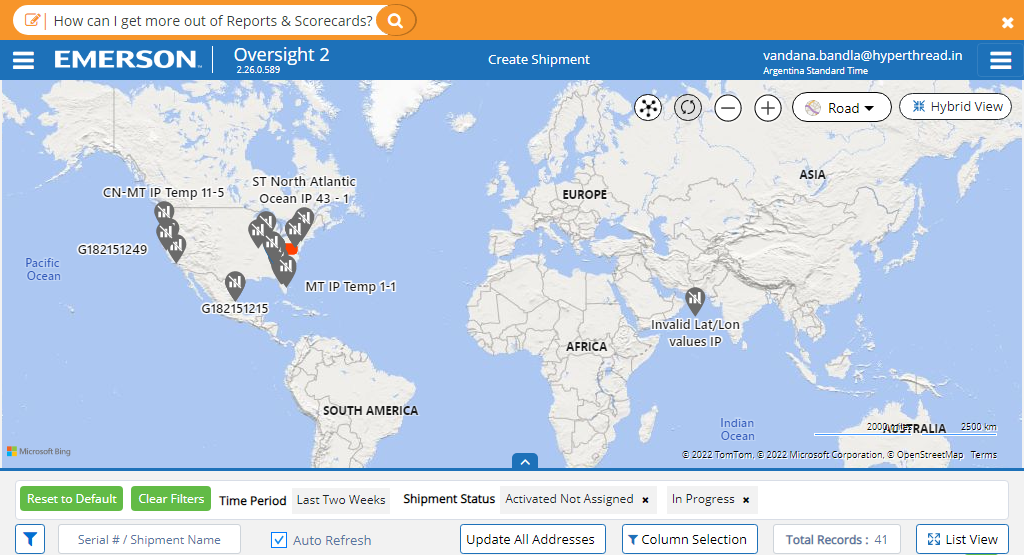 How can I get more out of Reports & Scorecards?
EMERSON
Oversight 2
2.26.0.589
Create Shipment
vandana.bandla@hyperthread.in
Argentina Standard Time
Road
Hybrid View
ASIA
EUROPE
CN-MT IP Temp 11-5
ST North Atlantic
Ocean IP 43 - 1
G182151249
Pacific
Ocean
MT IP Temp 1-1
G182151215
Invalid Lat/Lon
values IP
AFRICA
SOUTH AMERICA
Indian
Ocean
AUSTRALIA
2000 miles
2500 km
Microsoft Bing
© 2022 TomTom, © 2022 Microsoft Corporation, © OpenStreetMap Terms
Reset to Default
Clear Filters
Time Period
Last Two Weeks
Shipment Status
Activated Not Assigned ×
In Progress ×
Serial # / Shipment Name
Auto Refresh
Update All Addresses
Column Selection
Total Records : 41
List View